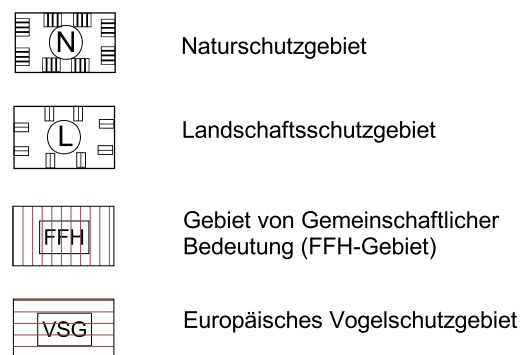 N
Naturschutzgebiet
L
Landschaftsschutzgebiet
FFH
Gebiet von Gemeinschaftlicher
Bedeutung (FFH-Gebiet)
VSG
Europäisches Vogelschutzgebiet